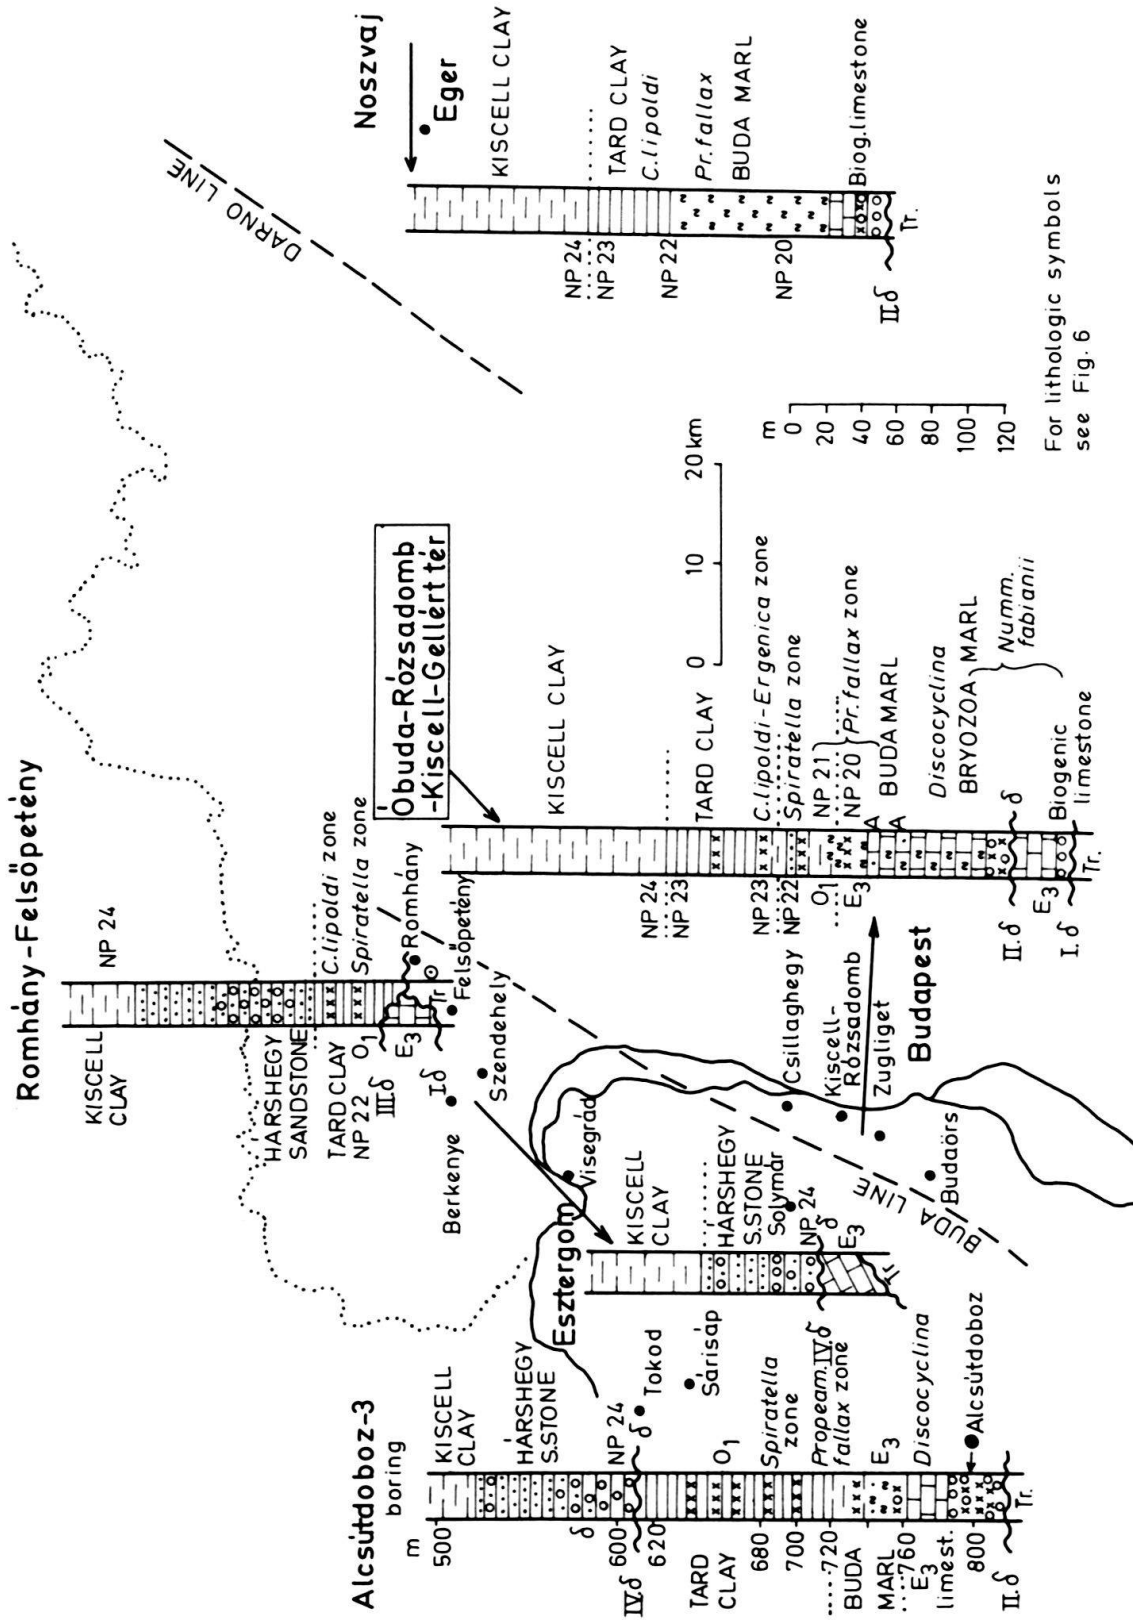 Alcsútdoboz-3
boring
m
500
600
620
680
700
720
760
800
KISCELL
CLAY
HÁRSHEGY
S.STONE
NP 24
δ
δ
IV.δ
TARD
CLAY
O₁
Spiratella
zone
Propeam.
fallax zone
IV.δ
BUDA
MARL
E₃
E₃
limest.
Discocyclina
Alcsútdoboz
II.δ
Tr.
Esztergom
KISCELL
CLAY
HÁRSHEGY
S.STONE
Solymár
NP 24
δ
E₃
Tr
Tokod
Sárisáp
Visegrád
Berkenye
Szendehely
BUDA LINE
Budaörs
Csillaghegy
Kiscell-
Rózsadomb
Zugliget
Budapest
Romhány-Felsőpetény
KISCELL
CLAY
NP 24
HÁRSHEGY
SANDSTONE
TARD CLAY
NP 22
O₁
III.δ
E₃
I.δ
C.lipoldi zone
Spiratella zone
Tr
Romhány
Felsőpetény
Óbuda-Rózsadomb
-Kiscell-Gellért tér
KISCELL CLAY
NP 24
NP 23
TARD CLAY
NP 23
NP 22
C.lipoldi-Ergenica zone
Spiratella zone
O₁
E₃
NP 21
NP 20
Pr.fallax zone
BUDA MARL
A
A
Discocyclina
BRYOZOA MARL
Numm.
fabianii
II.δ
δ
E₃
I.δ
Biogenic
limestone
Tr.
0
10
20 km
DARNO LINE
Noszvaj
Eger
KISCELL CLAY
NP 24
NP 23
TARD CLAY
C.lipoldi
NP 22
Pr.fallax
BUDA MARL
NP 20
Biog.limestone
II.δ
Tr.
m
0
20
40
60
80
100
120
For lithologic symbols
see Fig. 6